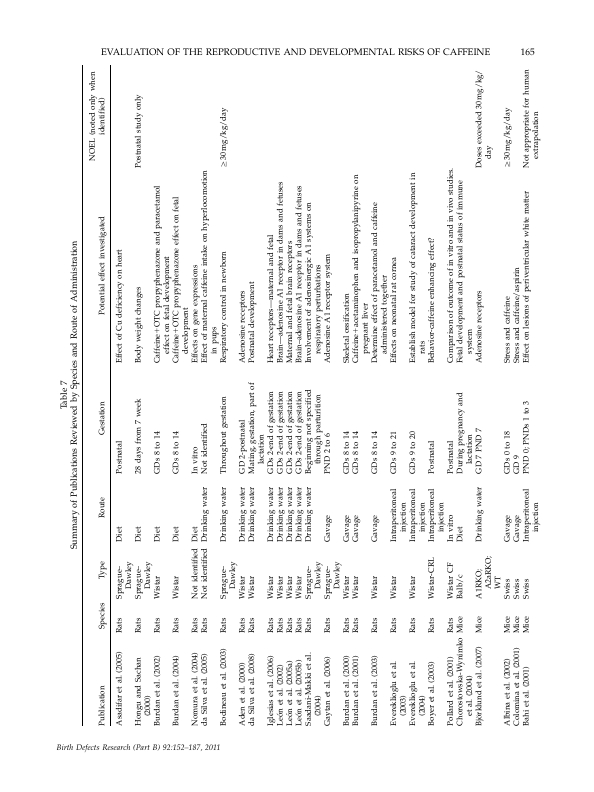 EVALUATION OF THE REPRODUCTIVE AND DEVELOPMENTAL RISKS OF CAFFEINE 165
Table 7
Summary of Publications Reviewed by Species and Route of Administration
Publication Species Type Route Gestation Potential effect investigated NOEL (noted only when
identified)
Assadifar et al. (2005) Rats Sprague– Diet Postnatal Effect of Cu deficiency on heart
Dawley
Hongu and Sachan Rats Sprague– Diet 28 days from 7 week Body weight changes Postnatal study only
(2000) Dawley
Burdan et al. (2002) Rats Wistar Diet GDs 8 to 14 Caffeine+OTC propyphenazone and paracetamol
effect on fetal development
Burdan et al. (2004) Rats Wistar Diet GDs 8 to 14 Caffeine+OTC propyphenazone effect on fetal
development
Nomura et al. (2004) Rats Not identified Diet In vitro Effects on gene expressions
da Silva et al. (2005) Rats Not identified Drinking water Not identified Effect of maternal caffeine intake on hyperlocomotion
in pups
Bodineau et al. (2003) Rats Sprague– Drinking water Throughout gestation Respiratory control in newborn ≥30 mg/kg/day
Dawley
Aden et al. (2000) Rats Wistar Drinking water GD 2-postnatal Adenosine receptors
da Silva et al. (2008) Rats Wistar Drinking water Mating, gestation, part of Postnatal development
lactation
Iglesias et al. (2006) Rats Wistar Drinking water GDs 2-end of gestation Heart receptors—maternal and fetal
León et al. (2002) Rats Wistar Drinking water GDs 2-end of gestation Brain—adenosine A1 receptor in dams and fetuses
León et al. (2005a) Rats Wistar Drinking water GDs 2-end of gestation Maternal and fetal brain receptors
León et al. (2005b) Rats Wistar Drinking water GDs 2-end of gestation Brain–adenosine A1 receptor in dams and fetuses
Saadani-Makki et al. Rats Sprague– Drinking water Beginning not specified Involvement of adenosinergic A1 systems on
(2004) Dawley through parturition respiratory perturbations
Gaytan et al. (2006) Rats Sprague– Gavage PND 2 to 6 Adenosine A1 receptor system
Dawley
Burdan et al. (2000) Rats Wistar Gavage GDs 8 to 14 Skeletal ossification
Burdan et al. (2001) Rats Wistar Gavage GDs 8 to 14 Caffeine+acetaminophen and isopropylanipyrine on
pregnant liver
Burdan et al. (2003) Rats Wistar Gavage GDs 8 to 14 Determine effect of paracetamol and caffeine
administered together
Evereklioglu et al. Rats Wistar Intraperitoneal GDs 9 to 21 Effects on neonatal rat cornea
(2003) injection
Evereklioglu et al. Rats Wistar Intraperitoneal GDs 9 to 20 Establish model for study of cataract development in
(2004) injection rats
Boyer et al. (2003) Rats Wistar-CRL Intraperitoneal Postnatal Behavior-caffeine enhancing effect?
injection
Pollard et al. (2001) Rats Wistar CF In vitro Postnatal Comparison of outcome of in vitro and in vivo studies.
Chorostowska-Wynimko Mice Balb/c Diet During pregnancy and Fetal development and postnatal status of immune
et al. (2004) lactation system
Bjorklund et al. (2007) Mice A1RKO; Drinking water GD 7 PND 7 Adenosine receptors Doses exceeded 30 mg/kg/
A2aRKO; day
WT
Albina et al. (2002) Mice Swiss Gavage GD 0 to 18 Stress and caffeine ≥30 mg/kg/day
Colomina et al. (2001) Mice Swiss Gavage GD 9 Stress and caffeine/aspirin
Bahi et al. (2001) Mice Swiss Intraperitoneal PND 0; PNDs 1 to 3 Effect on lesions of periventricular white matter Not appropriate for human
injection extrapolation
Birth Defects Research (Part B) 92:152–187, 2011